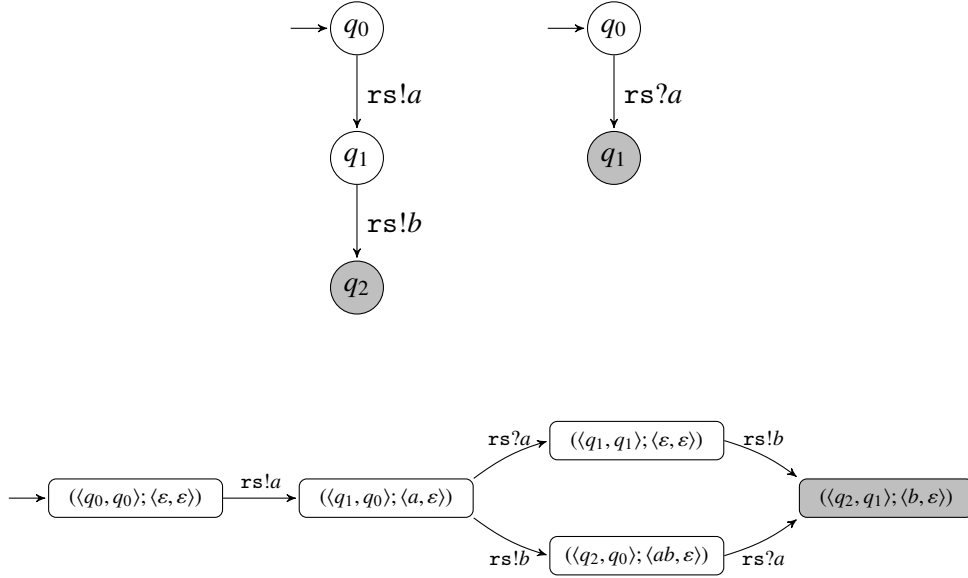 q₀ q₀
rs!a rs?a
q₁ q₁
rs!b
q₂
rs?a (⟨q₁, q₁⟩; ⟨ε, ε⟩) rs!b
(⟨q₀, q₀⟩; ⟨ε, ε⟩) rs!a (⟨q₁, q₀⟩; ⟨a, ε⟩) (⟨q₂, q₁⟩; ⟨b, ε⟩)
rs!b (⟨q₂, q₀⟩; ⟨ab, ε⟩) rs?a